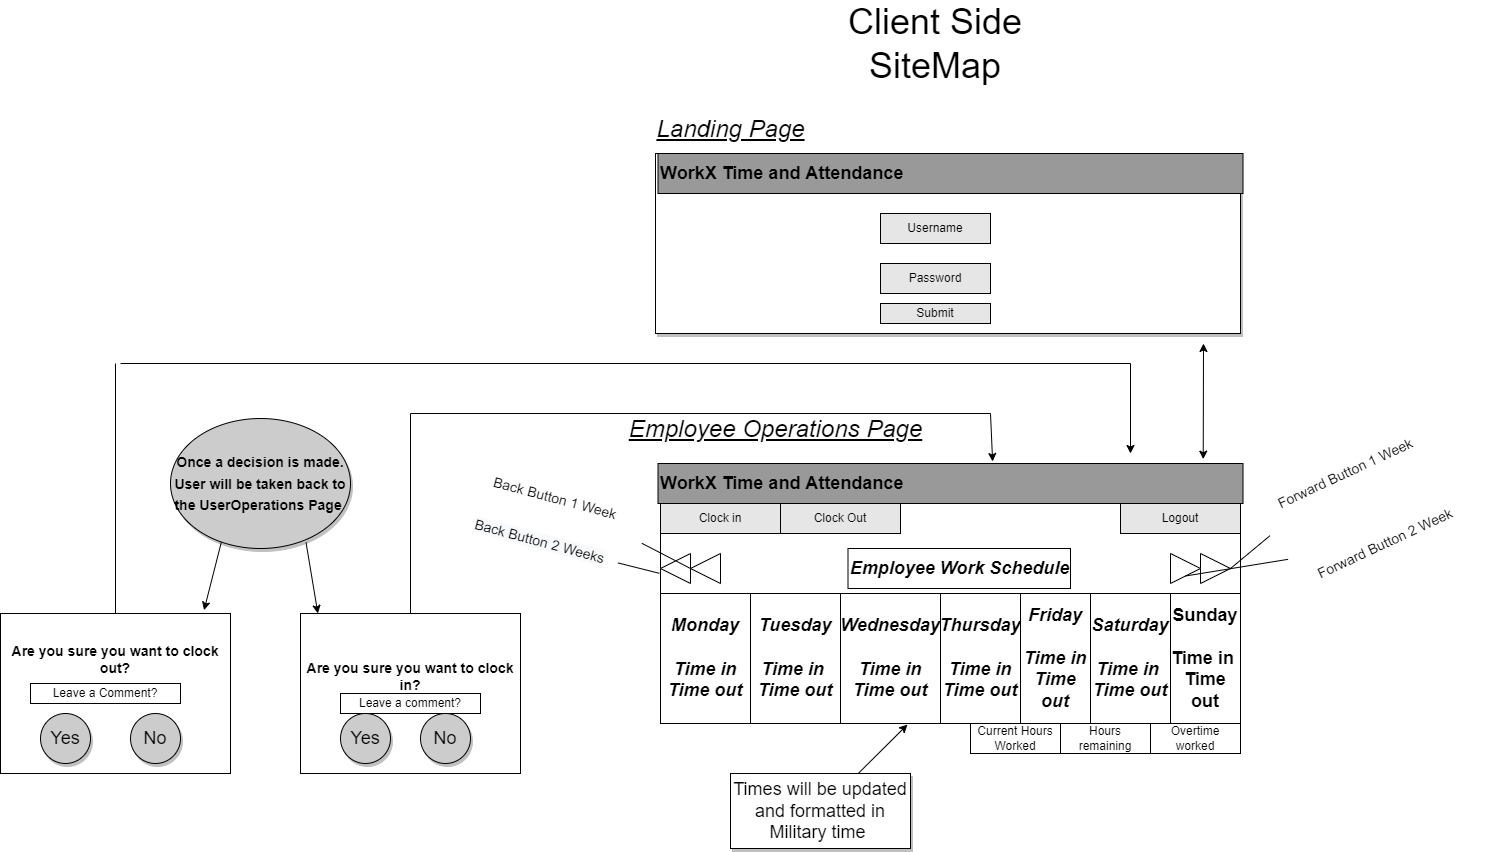 Client Side
SiteMap
Landing Page
WorkX Time and Attendance
Username
Password
Submit
Once a decision is made.
User will be taken back to
the UserOperations Page.
Employee Operations Page
WorkX Time and Attendance
Clock in
Clock Out
Logout
Back Button 1 Week
Back Button 2 Weeks
Forward Button 1 Week
Forward Button 2 Week
Employee Work Schedule
Monday
Time in
Time out
Tuesday
Time in
Time out
Wednesday
Time in
Time out
Thursday
Time in
Time out
Friday
Time in
Time
out
Saturday
Time in
Time out
Sunday
Time in
Time
out
Current Hours
Worked
Hours
remaining
Overtime
worked
Times will be updated
and formatted in
Military time
Are you sure you want to clock
out?
Leave a Comment?
Yes
No
Are you sure you want to clock
in?
Leave a comment?
Yes
No